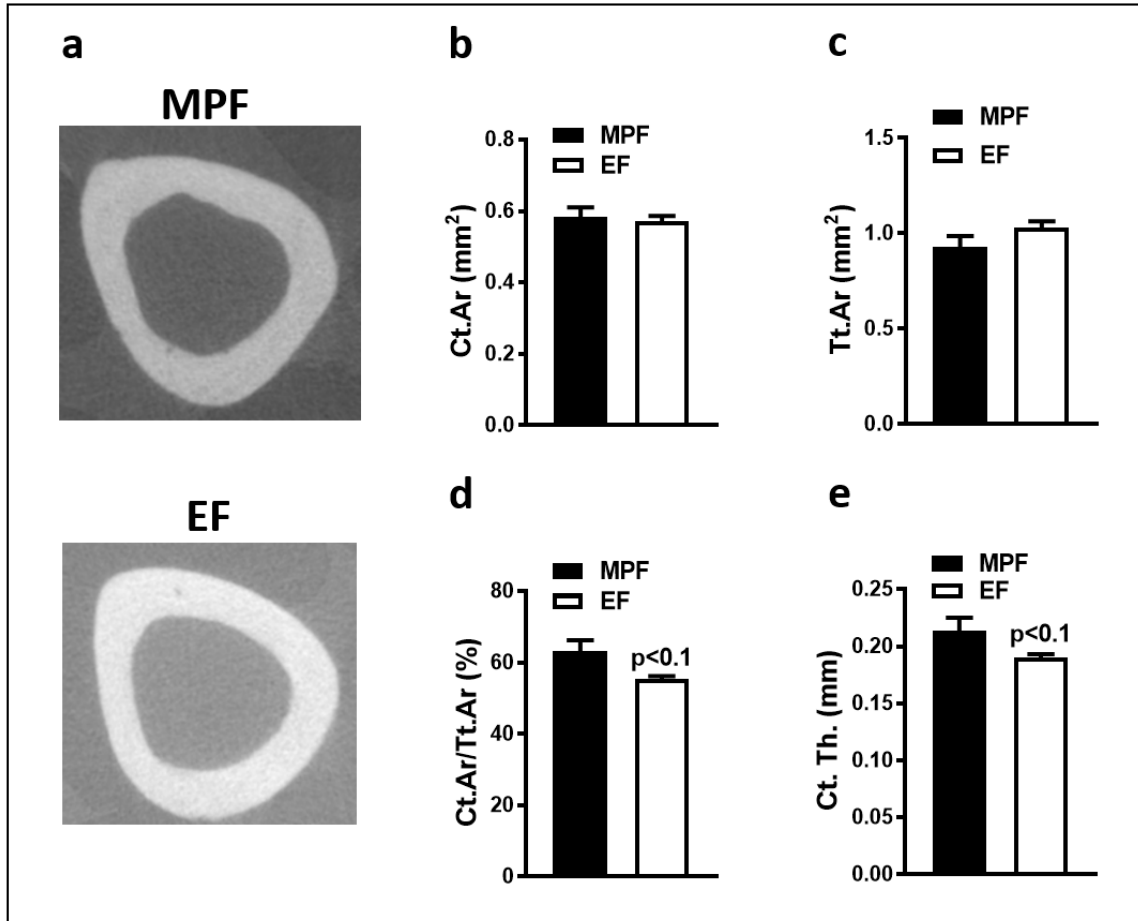 a
MPF
EF
b
MPF
EF
Ct.Ar (mm²)
0.8
0.6
0.4
0.2
0.0
c
MPF
EF
Tt.Ar (mm²)
1.5
1.0
0.5
0.0
d
MPF
EF
Ct.Ar/Tt.Ar (%)
80
60
40
20
0
p<0.1
e
MPF
EF
Ct. Th. (mm)
0.25
0.20
0.15
0.10
0.05
0.00
p<0.1